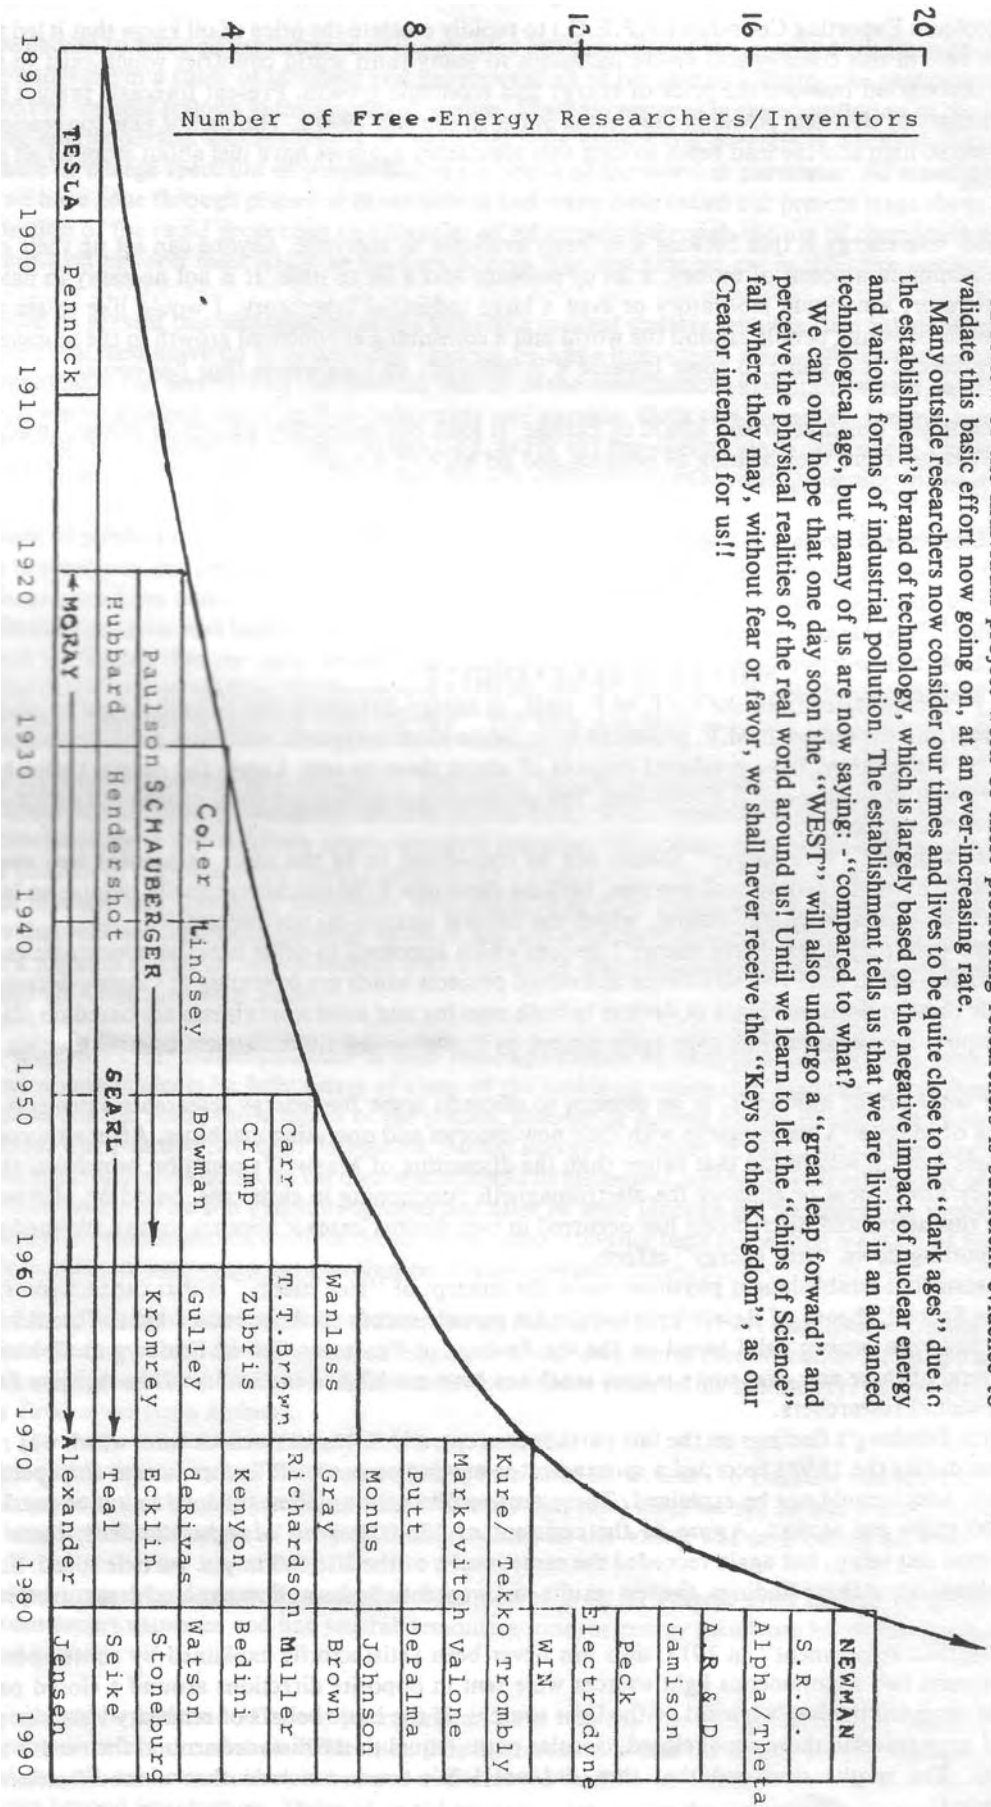 validate this basic effort now going on, at an ever-increasing rate.
Many outside researchers now consider our times and lives to be quite close to the "dark ages" due to
the establishment's brand of technology, which is largely based on the negative impact of nuclear energy
and various forms of industrial pollution. The establishment tells us that we are living in an advanced
technological age, but many of us are now saying: - "compared to what?
We can only hope that one day soon the "WEST" will also undergo a "great leap forward" and
perceive the physical realities of the real world around us! Until we learn to let the "chips of Science'
fall where they may, without fear or favor, we shall never receive the "Keys to the Kingdom" as our
Creator intended for us!!
Number of Free-Energy Researchers/Inventors
20
16
12
8
4
NEWMAN
S P O
Alpha/Theta
A.R. & D.
Jamison
Peck
Electrodyne
WIN
Trombly
Markovitch Valone
Putt DePalma
Monus Johnson
Wanlass Gray Brown
Carr T.T.Brown Richardson Muller
Crump Zubris Bedini
Coler Lindsey Bowman Gulley deRivas Watson
Paulson SCHAUBERGER Kromrey Ecklin
Hubbard Hendershot SEARL Teal Sike
TESLA Pennock MORAY Jensen
1890 1900 1910 1920 1930 1940 1950 1960 1990 1980 1990